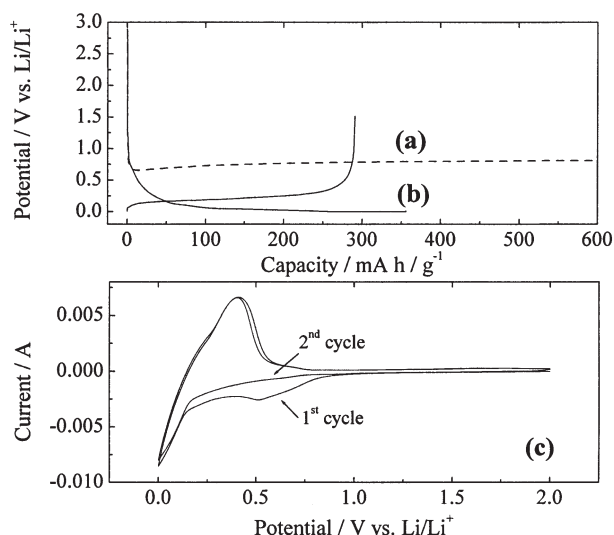 Potential / V vs. Li/Li⁺
3.0
2.5
2.0
1.5
1.0
0.5
0.0
(a)
(b)
0 100 200 300 400 500 600
Capacity / mA h / g⁻¹
Current / A
0.005
0.000
-0.005
-0.010
2ⁿᵈ cycle
1ˢᵗ cycle
(c)
0.0 0.5 1.0 1.5 2.0
Potential / V vs. Li/Li⁺